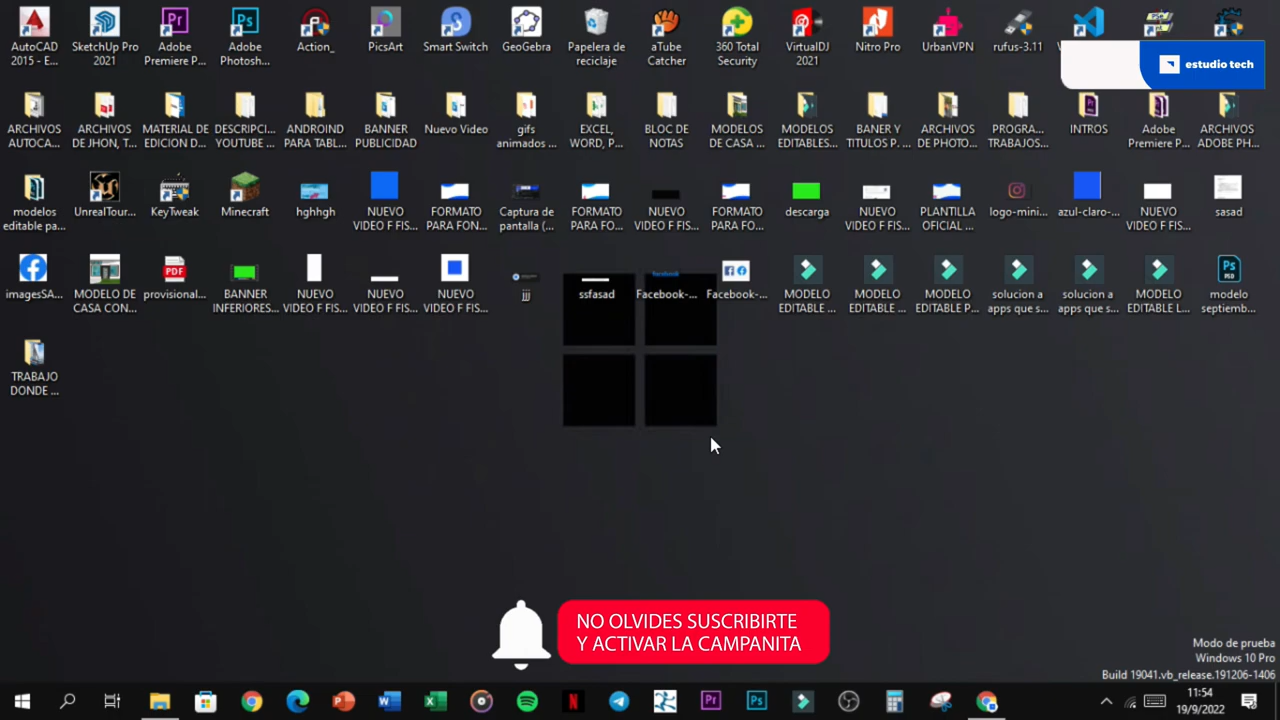 AutoCAD
2015 - E...
SketchUp Pro
2021
Adobe
Premiere P...
Adobe
Photosh...
Action_
PicsArt
Smart Switch
GeoGebra
Papelera de
reciclaje
aTube
Catcher
360 Total
Security
VirtualDJ
2021
Nitro Pro
UrbanVPN
rufus-3.11
estudio tech
ARCHIVOS
AUTOCA...
ARCHIVOS
DE JHON, T...
MATERIAL DE
EDICION D...
DESCRIPCI...
YOUTUBE ...
ANDROIND
PARA TABL...
BANNER
PUBLICIDAD
Nuevo Video
gifs
animados ...
EXCEL,
WORD, P...
BLOC DE
NOTAS
MODELOS
DE CASA ...
MODELOS
EDITABLES...
BANER Y
TITULOS P. ...
ARCHIVOS
DE PHOTO...
PROGRA...
TRABAJOS...
INTROS
Adobe
Premiere P...
ARCHIVOS
ADOBE PH...
modelos
editable pa...
UnrealTour...
KeyTweak
Minecraft
hghhgh
NUEVO
VIDEO F FIS...
FORMATO
PARA FON...
Captura de
pantalla (...
FORMATO
PARA FO...
NUEVO
VIDEO F FIS...
FORMATO
PARA FO...
descarga
NUEVO
VIDEO F FIS...
PLANTILLA
OFICIAL ...
logo-mini...
azul-claro-...
NUEVO
VIDEO F FIS...
sasad
imagesSA...
MODELO DE
CASA CON...
PDF
provisional...
BANNER
INFERIORES...
NUEVO
VIDEO F FIS...
NUEVO
VIDEO F FIS...
NUEVO
VIDEO F FIS...
jjj
ssfasad
Facebook-...
Facebook-...
MODELO
EDITABLE ...
MODELO
EDITABLE ...
MODELO
EDITABLE P...
solucion a
apps que s...
solucion a
apps que s...
MODELO
EDITABLE L...
modelo
septiemb...
TRABAJO
DONDE ...
NO OLVIDES SUSCRIBIRTE
Y ACTIVAR LA CAMPANITA
Modo de prueba
Windows 10 Pro
Build 19041.vb_release.191206-1406
11:54
19/9/2022